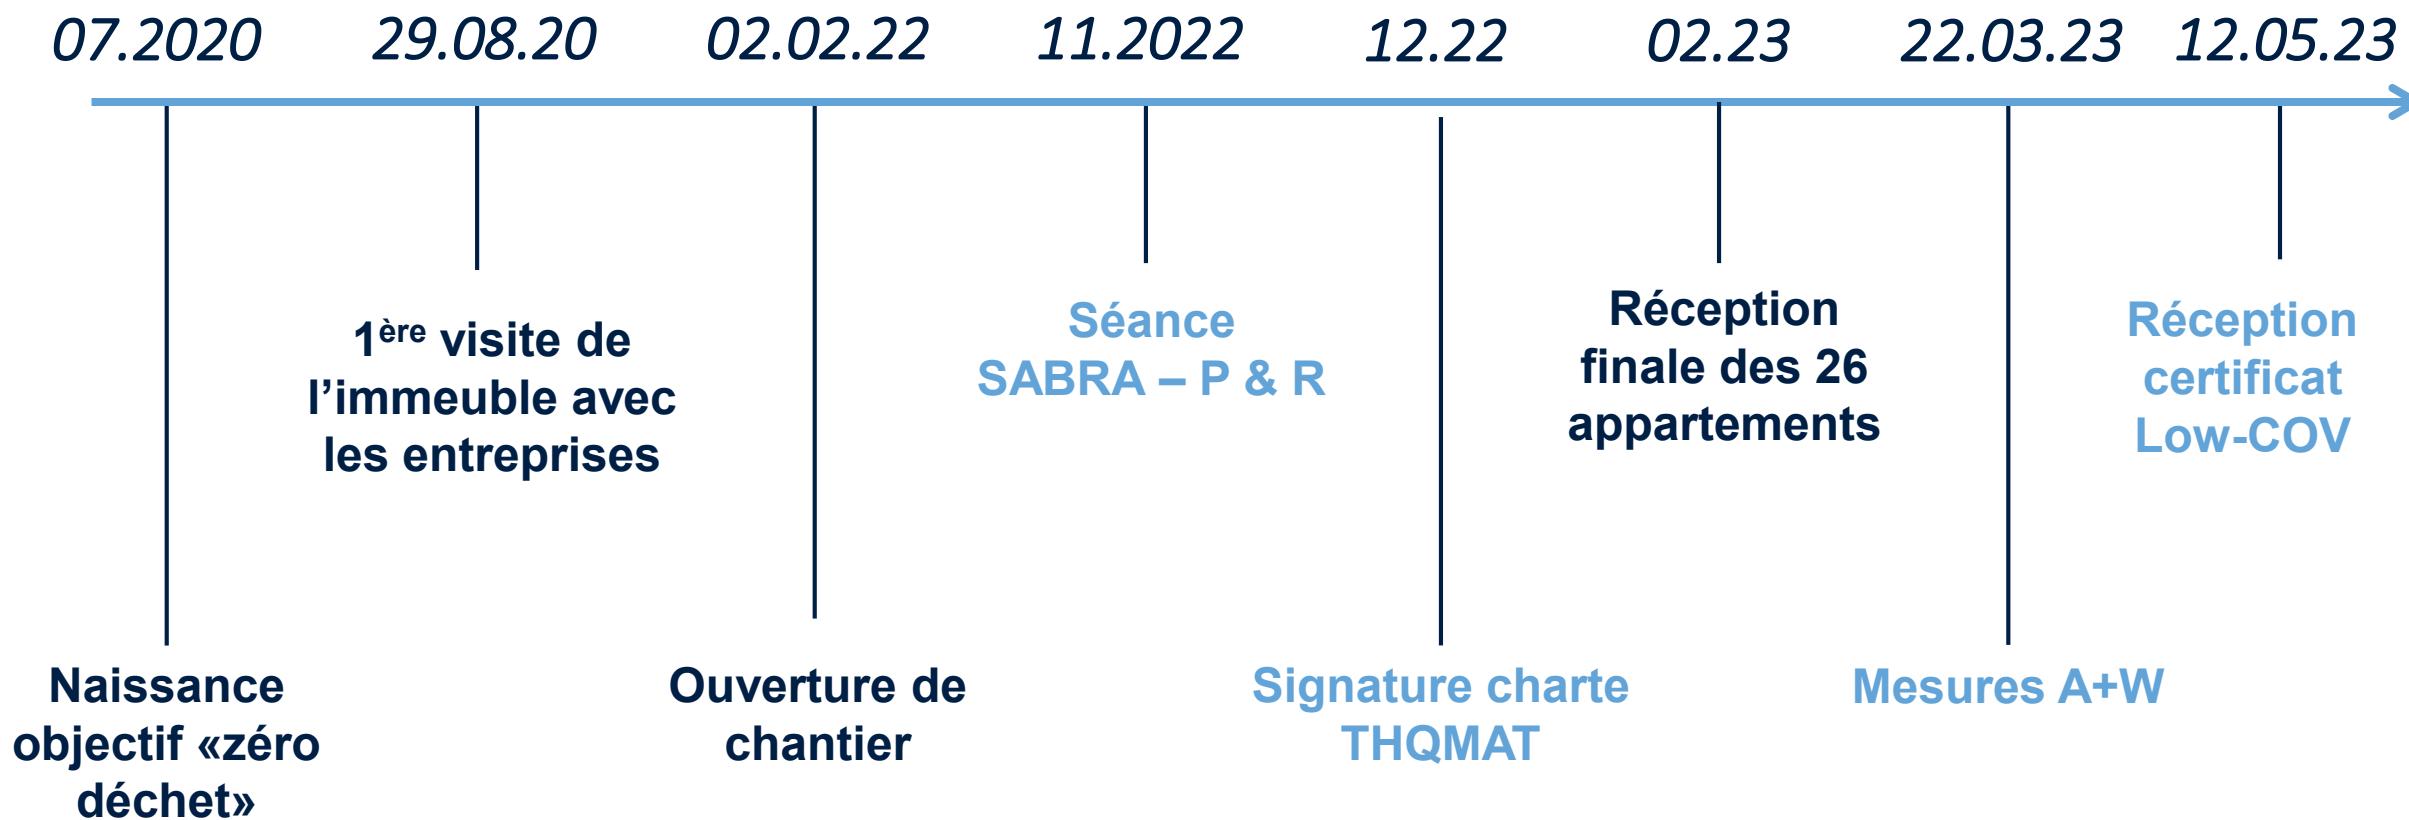 07.2020
29.08.20
02.02.22
11.2022
12.22
02.23
22.03.23
12.05.23
Naissance
objectif «zéro
déchet»
1ère visite de
l’immeuble avec
les entreprises
Ouverture de
chantier
Séance
SABRA – P & R
Signature charte
THQMAT
Réception
finale des 26
appartements
Mesures A+W
Réception
certificat
Low-COV